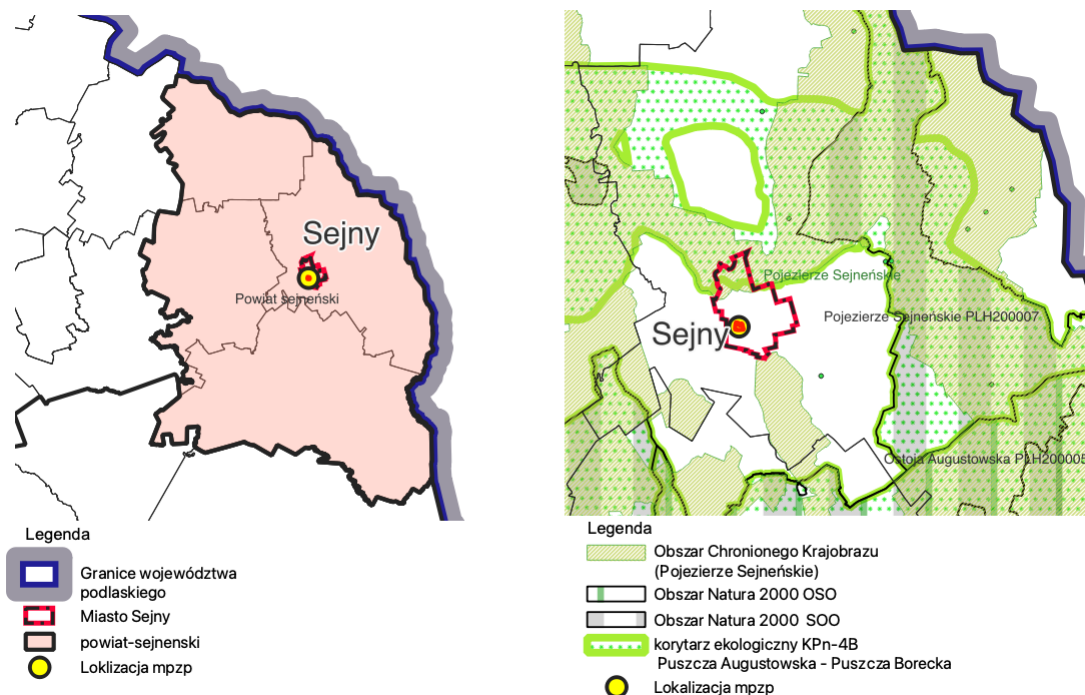 Sejny
Powiat sejneński
Legenda
Granice województwa
podlaskiego
Miasto Sejny
powiat-sejnenski
Loklizacja mpzp
Pojezierze Sejneńskie
Pojezierze Sejneńskie PLH200007
Sejny
Ostoja Augustowska PLH200005
Legenda
Obszar Chronionego Krajobrazu
(Pojezierze Sejneńskie)
Obszar Natura 2000 OSO
Obszar Natura 2000 SOO
korytarz ekologiczny KPn-4B
Puszcza Augustowska - Puszcza Borecka
Lokalizacja mpzp